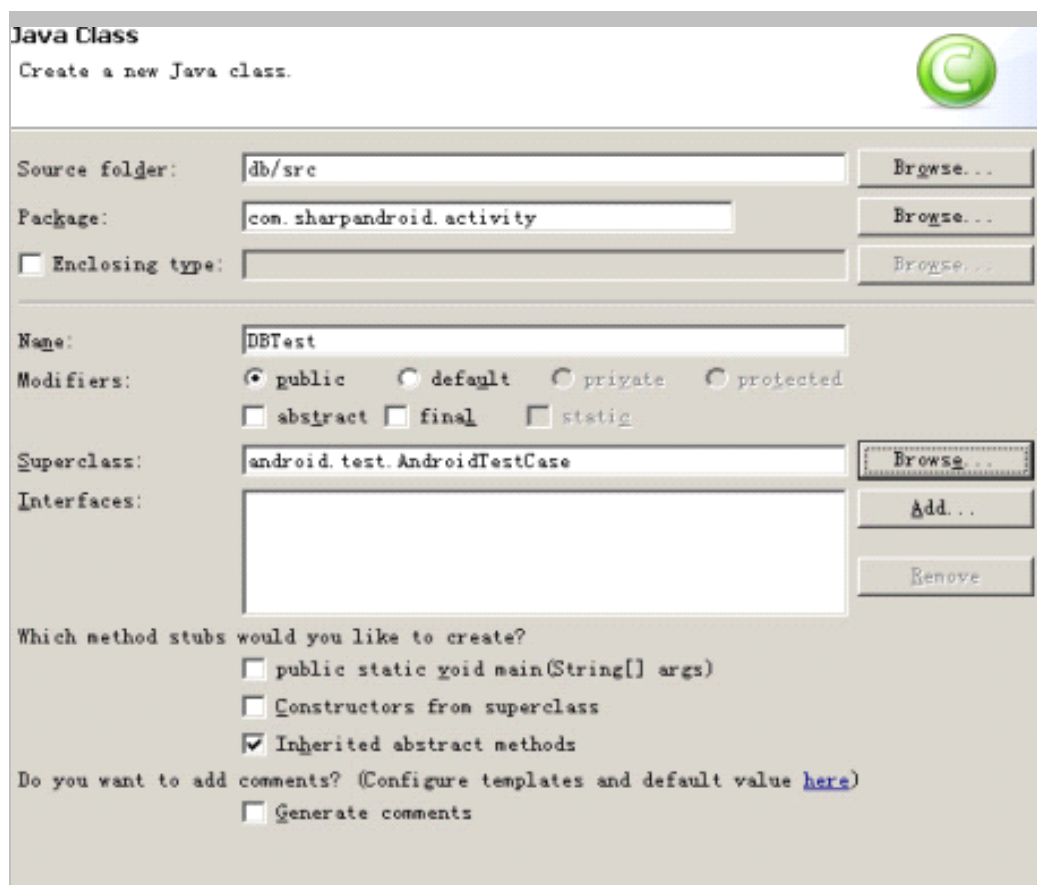 Java Class
Create a new Java class.
C
Source folder: db/src Browse...
Package: com.sharpandroid.activity Browse...
Enclosing type: Browse...
Name: DBTest
Modifiers: public default private protected
abstract final static
Superclass: android.test.AndroidTestCase Browse...
Interfaces: Add...
Remove
Which method stubs would you like to create?
public static void main(String[] args)
Constructors from superclass
Inherited abstract methods
Do you want to add comments? (Configure templates and default value here)
Generate comments